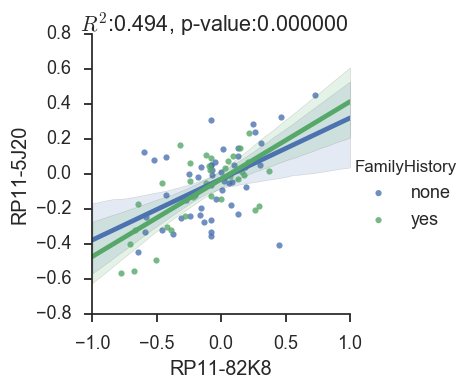 R²:0.494, p-value:0.000000
0.8
0.6
0.4
0.2
0.0
−0.2
−0.4
−0.6
−0.8
RP11-5J20
−1.0 −0.5 0.0 0.5 1.0
RP11-82K8
FamilyHistory
none
yes